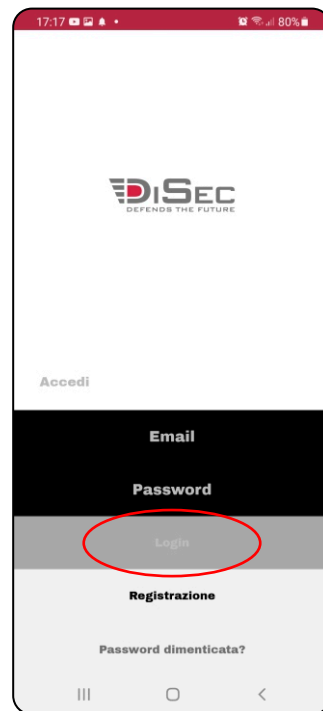 17:17 80%
DiSec
DEFENDS THE FUTURE
Accedi
Email
Password
Login
Registrazione
Password dimenticata?